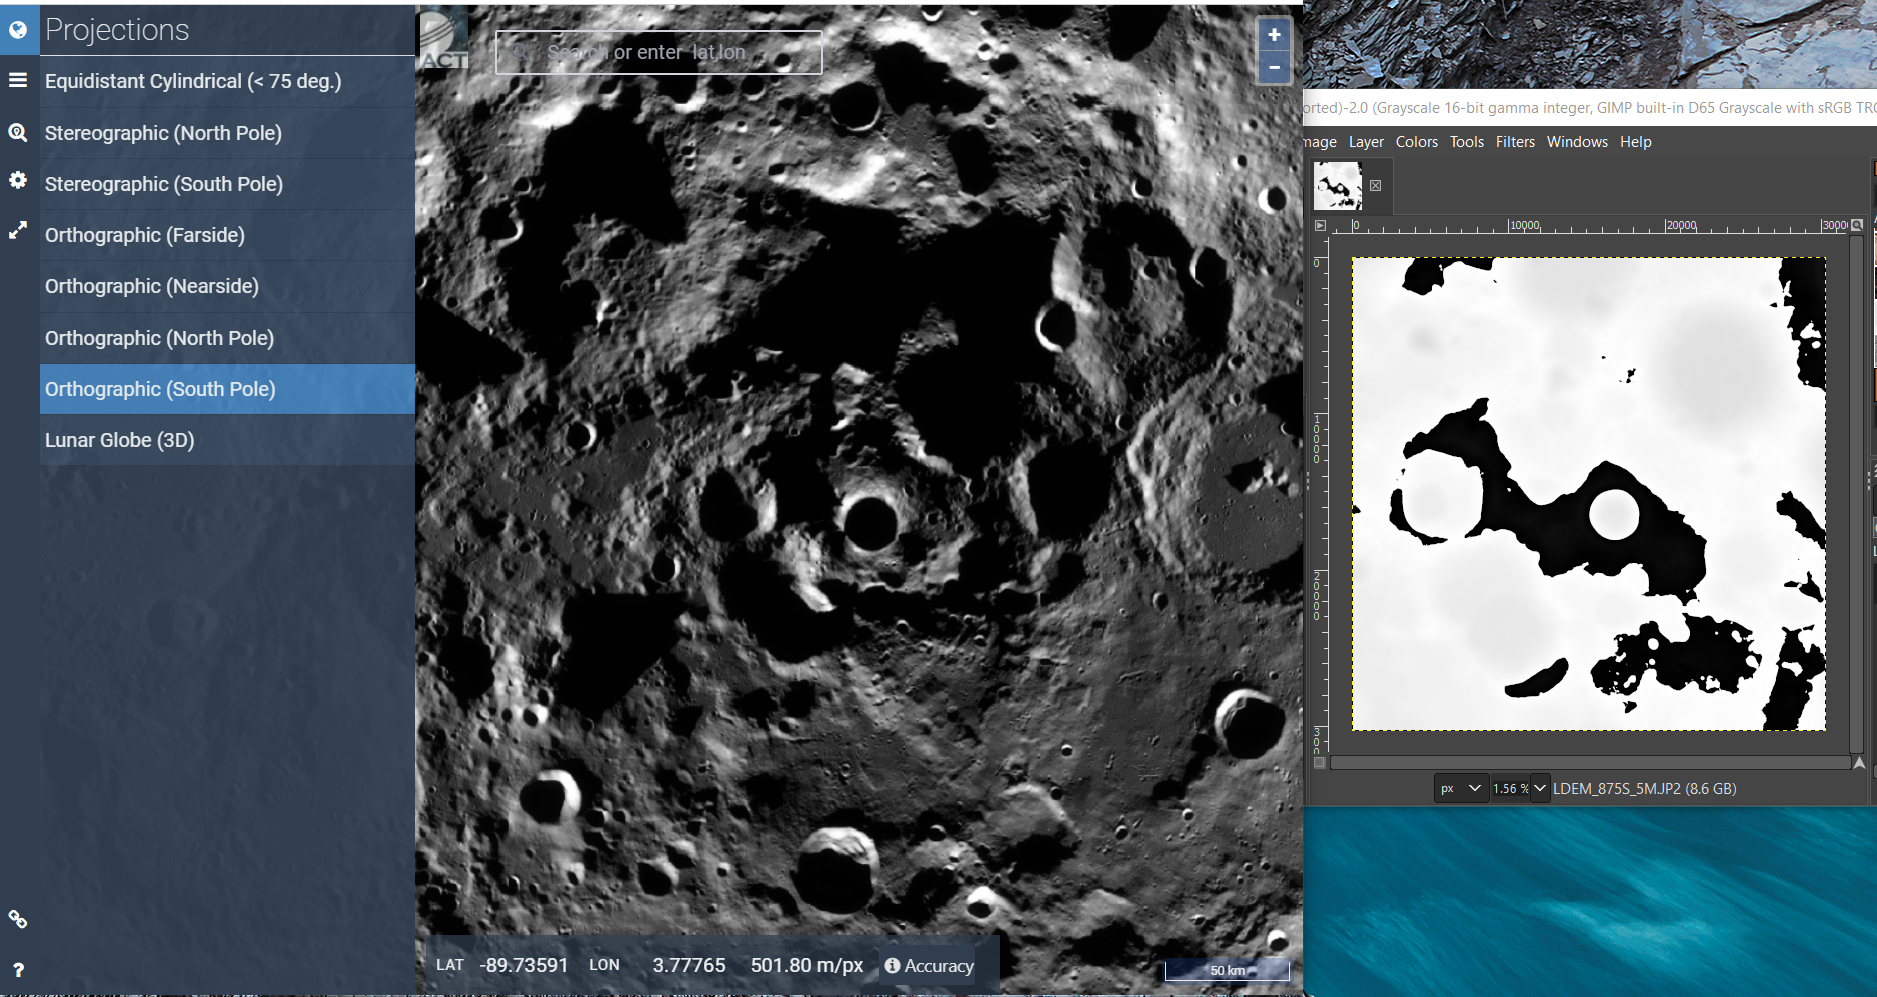 Projections
Equidistant Cylindrical (< 75 deg.)
Stereographic (North Pole)
Stereographic (South Pole)
Orthographic (Farside)
Orthographic (Nearside)
Orthographic (North Pole)
Orthographic (South Pole)
Lunar Globe (3D)
ACT
Search or enter lat,lon
+
−
LAT -89.73591 LON 3.77765 501.80 m/px Accuracy
50 km
?
orted)-2.0 (Grayscale 16-bit gamma integer, GIMP built-in D65 Grayscale with sRGB TRC
mage Layer Colors Tools Filters Windows Help
0 10000 20000 3000
0
10000
20000
300
px 1.56 % LDEM_875S_5M.JP2 (8.6 GB)